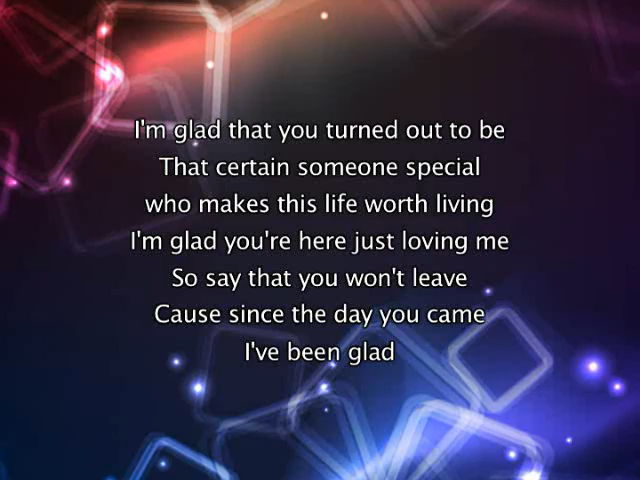 I'm glad that you turned out to be
That certain someone special
who makes this life worth living
I'm glad you're here just loving me
So say that you won't leave
Cause since the day you came
I've been glad